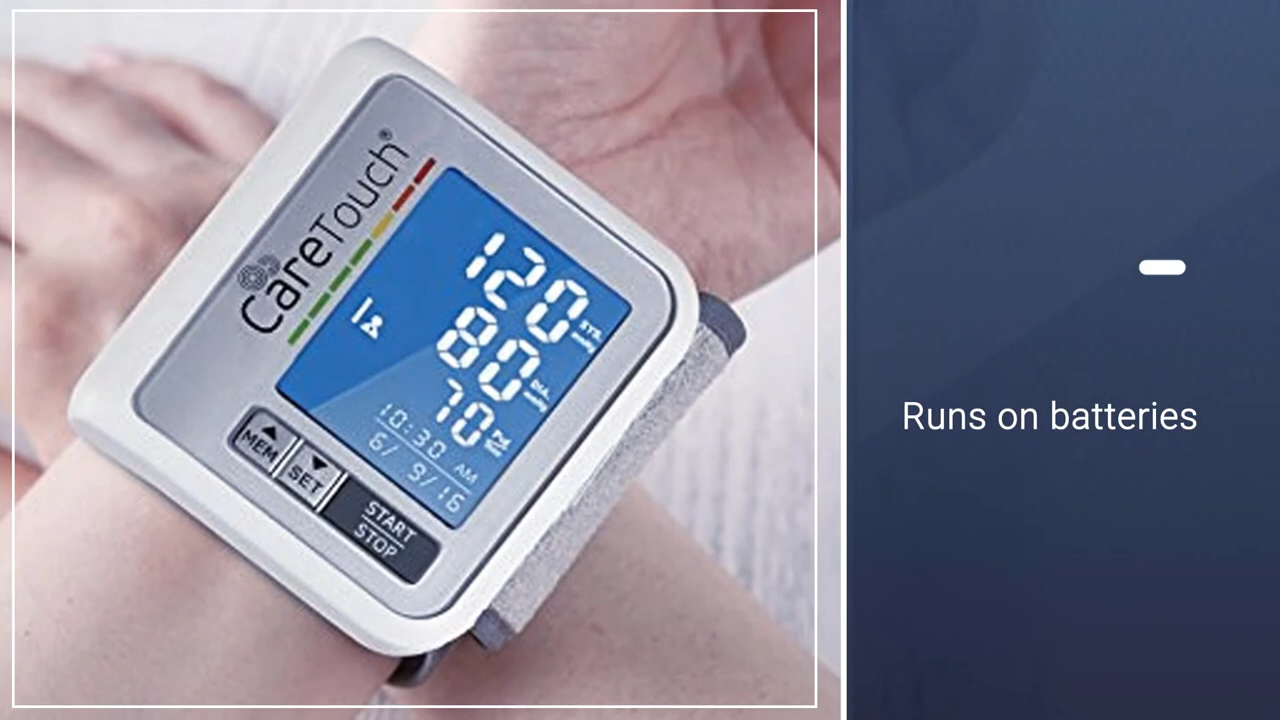 CareTouch®
120 SYS. mmHg
80 DIA. mmHg
70 Pul.
10:30 AM
6/ 9/16
MEM
SET
START
STOP
Runs on batteries